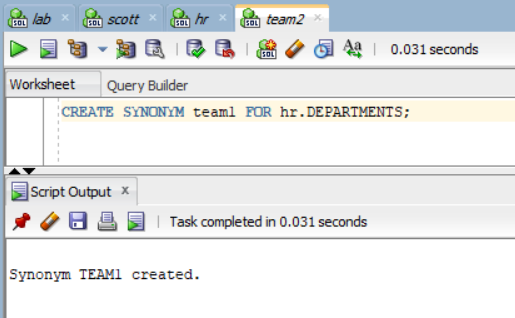 lab scott hr team2
0.031 seconds
Worksheet Query Builder
CREATE SYNONYM team1 FOR hr.DEPARTMENTS;
Script Output x
Task completed in 0.031 seconds
Synonym TEAM1 created.